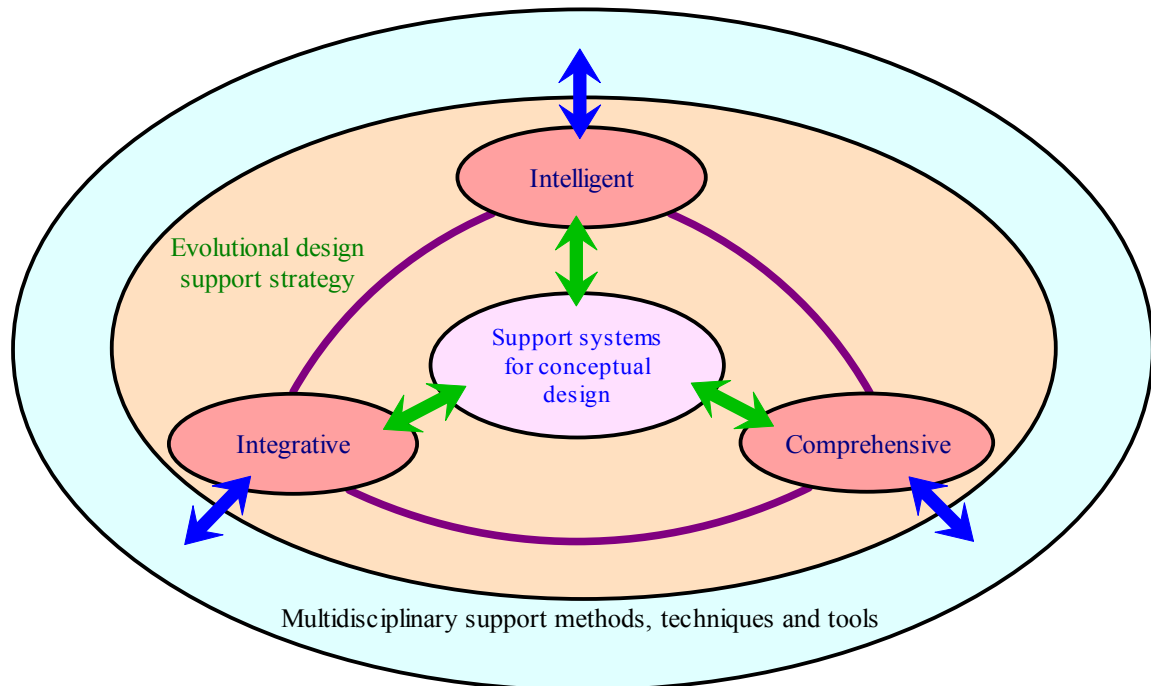 Intelligent
Evolutional design
support strategy
Support systems
for conceptual
design
Integrative
Comprehensive
Multidisciplinary support methods, techniques and tools